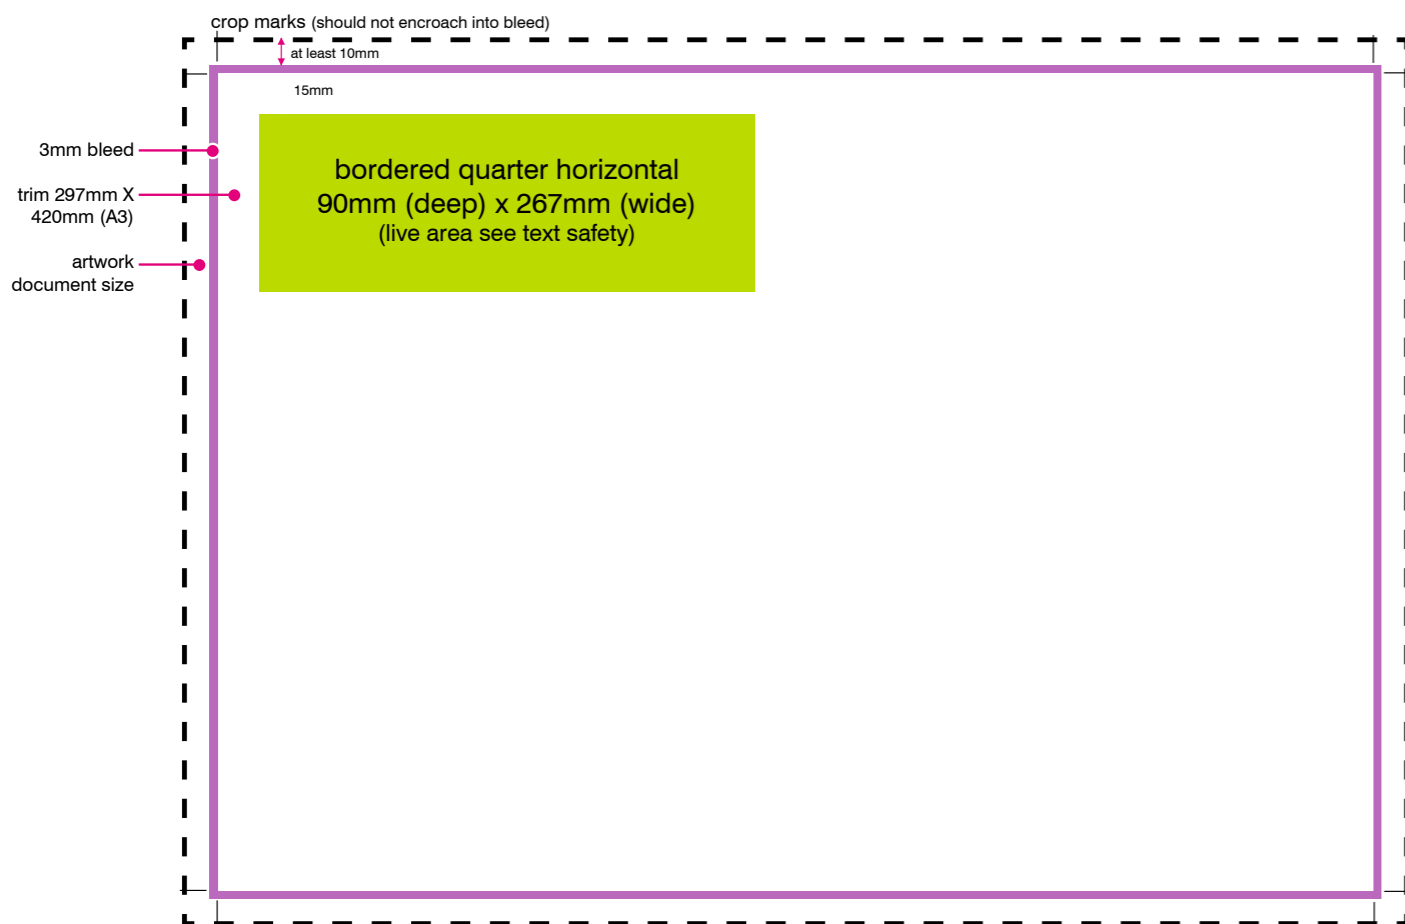 crop marks (should not encroach into bleed)
at least 10mm
15mm
3mm bleed
trim 297mm X
420mm (A3)
artwork
document size
bordered quarter horizontal
90mm (deep) x 267mm (wide)
(live area see text safety)